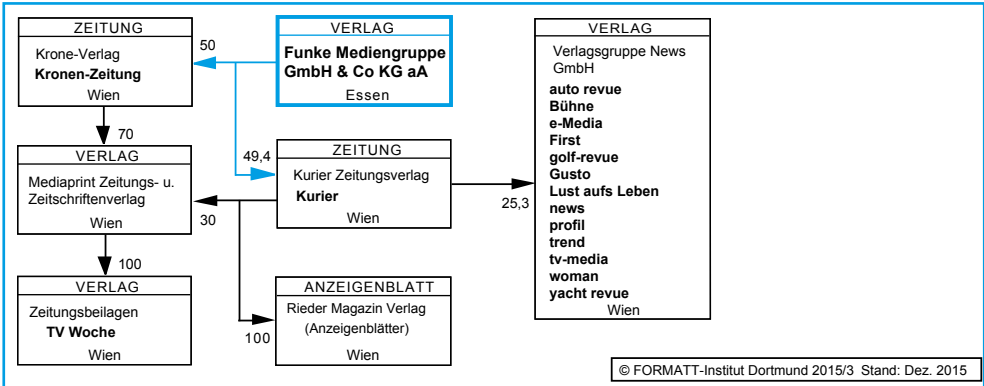 ZEITUNG
Krone-Verlag
Kronen-Zeitung
Wien
50
VERLAG
Funke Mediengruppe
GmbH & Co KG aA
Essen
VERLAG
Verlagsgruppe News
GmbH
auto revue
Bühne
e-Media
First
golf-revue
Gusto
Lust aufs Leben
news
profil
trend
tv-media
woman
yacht revue
Wien
70
VERLAG
Mediaprint Zeitungs- u.
Zeitschriftenverlag
Wien
49,4
ZEITUNG
Kurier Zeitungsverlag
Kurier
Wien
30
25,3
100
VERLAG
Zeitungsbeilagen
TV Woche
Wien
100
ANZEIGENBLATT
Rieder Magazin Verlag
(Anzeigenblätter)
Wien
© FORMATT-Institut Dortmund 2015/3 Stand: Dez. 2015